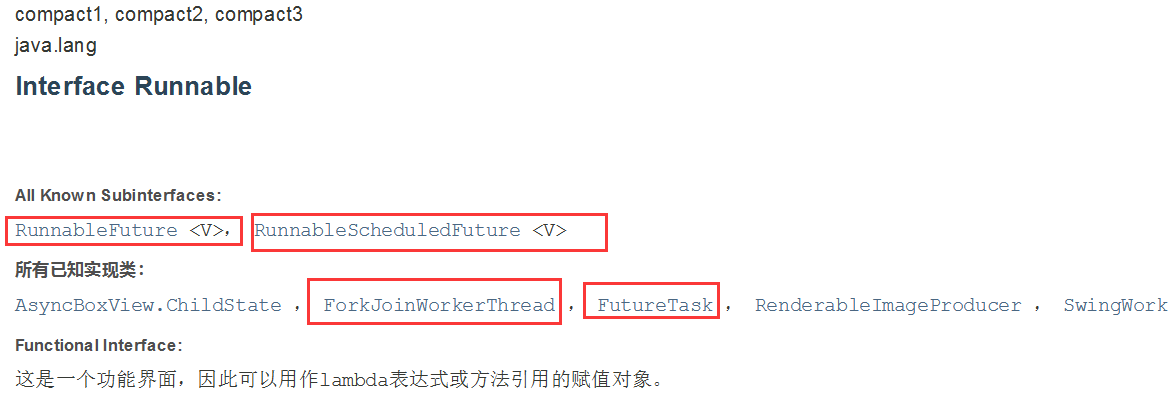 compact1, compact2, compact3
java.lang
Interface Runnable
All Known Subinterfaces:
RunnableFuture <V>, RunnableScheduledFuture <V>
所有已知实现类:
AsyncBoxView.ChildState , ForkJoinWorkerThread , FutureTask , RenderableImageProducer , SwingWork
Functional Interface:
这是一个功能界面，因此可以用作lambda表达式或方法引用的赋值对象。